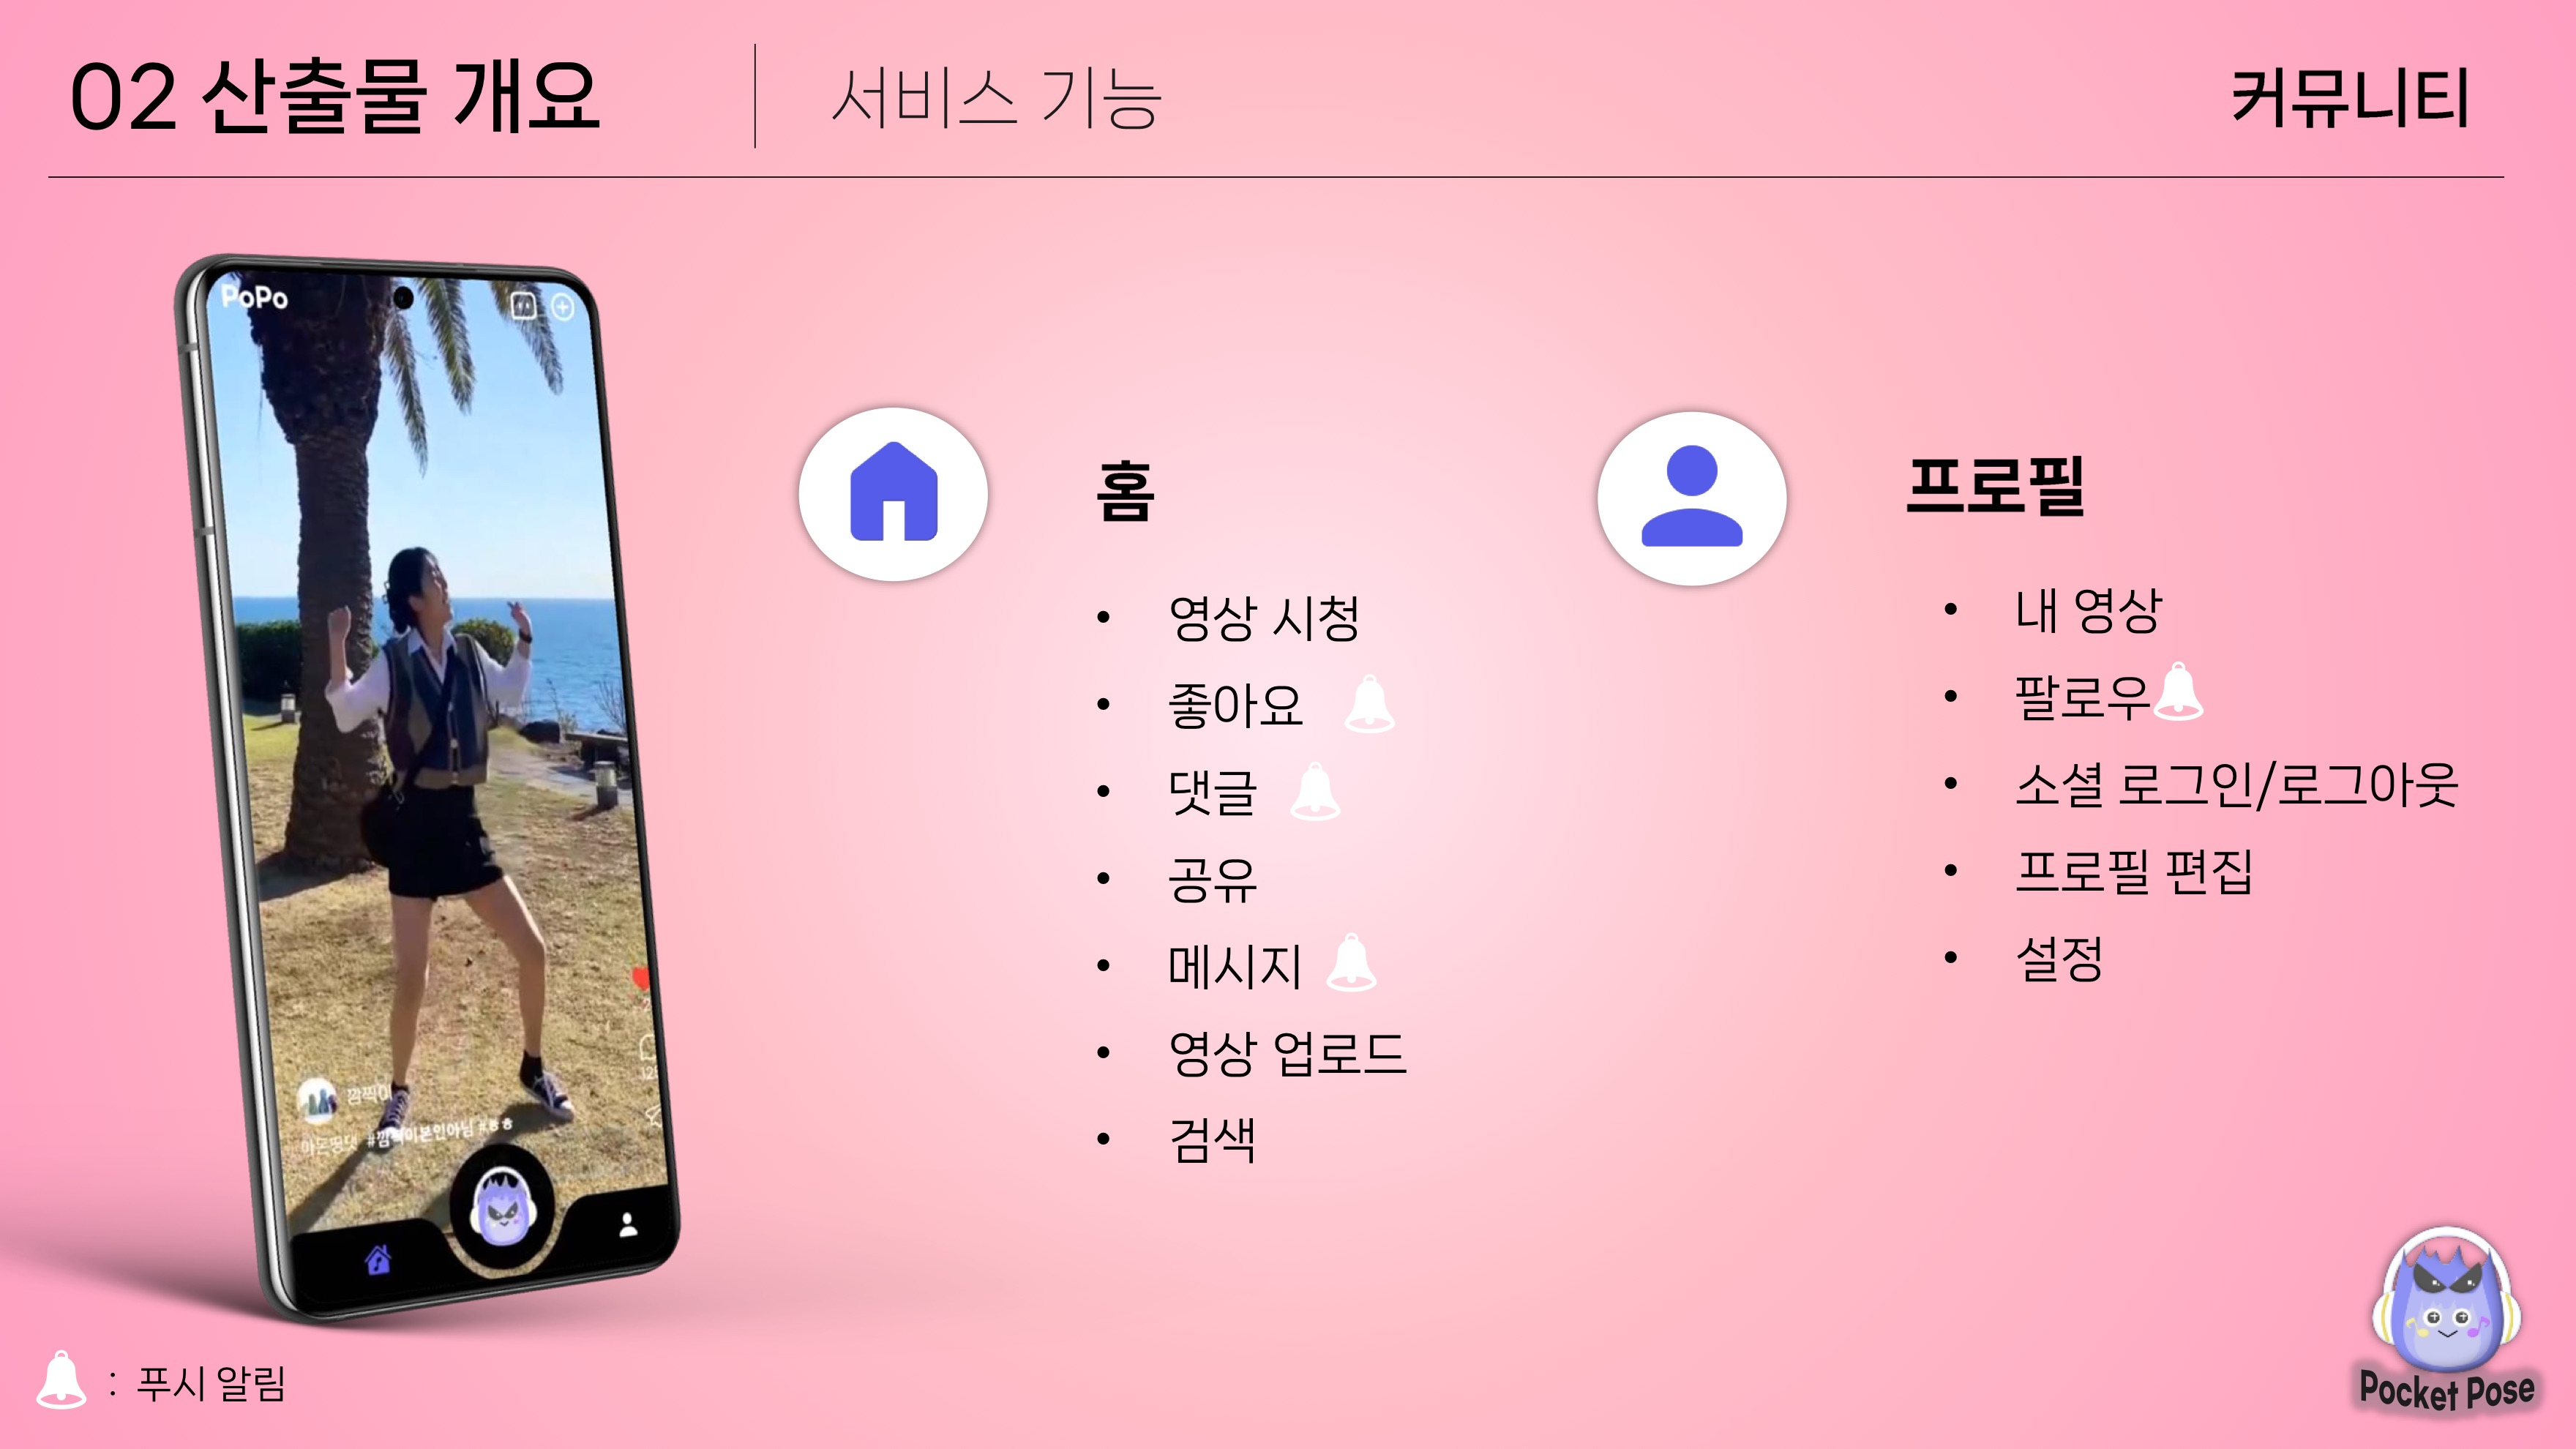 02 산출물 개요
서비스 기능
커뮤니티
PoPo
깜찍이
#깜찍이본인아님 #ㅎㅎ
홈
• 영상 시청
• 좋아요
• 댓글
• 공유
• 메시지
• 영상 업로드
• 검색
프로필
• 내 영상
• 팔로우
• 소셜 로그인/로그아웃
• 프로필 편집
• 설정
: 푸시 알림
Pocket Pose